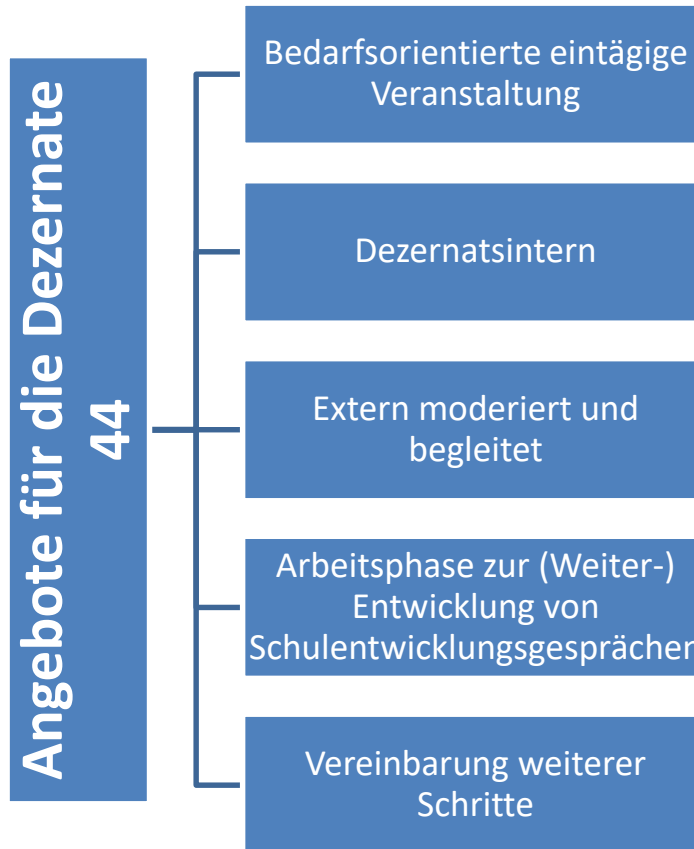 Angebote für die Dezernate
44
Bedarfsorientierte eintägige
Veranstaltung
Dezernatsintern
Extern moderiert und
begleitet
Arbeitsphase zur (Weiter-)
Entwicklung von
Schulentwicklungsgesprächen
Vereinbarung weiterer
Schritte